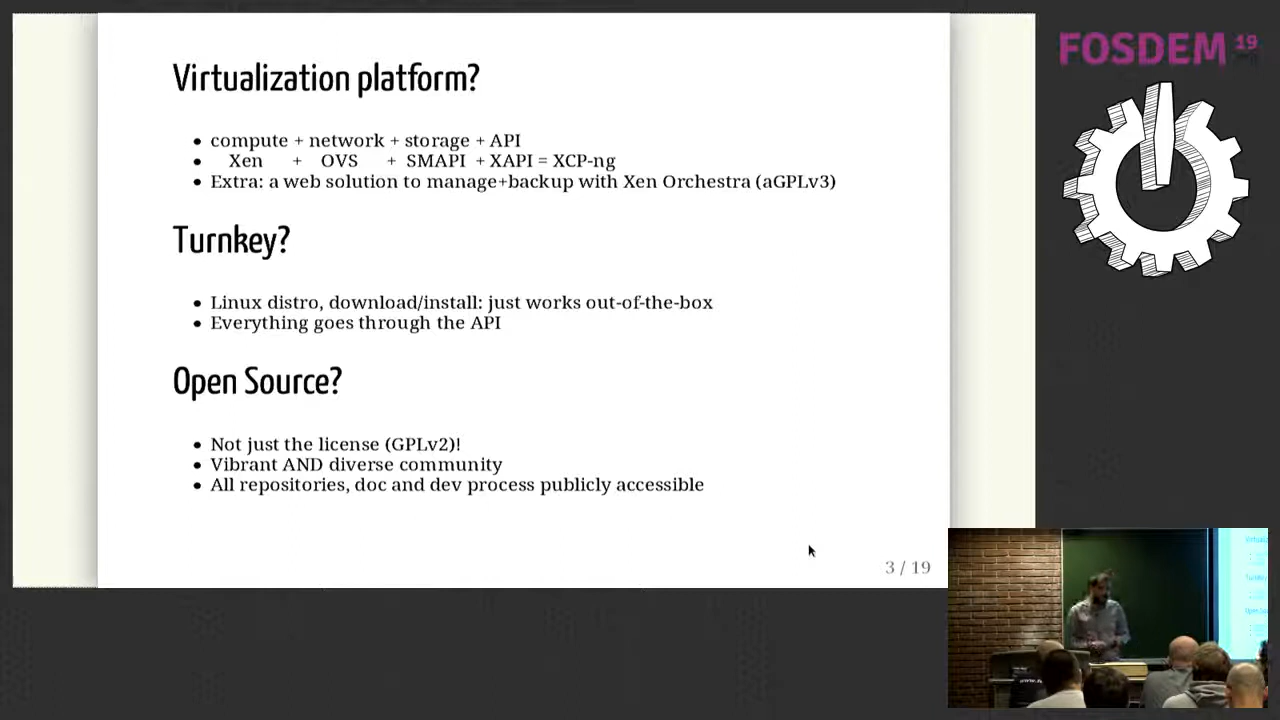 Virtualization platform?
• compute + network + storage + API
• Xen + OVS + SMAPI + XAPI = XCP-ng
• Extra: a web solution to manage+backup with Xen Orchestra (aGPLv3)
Turnkey?
• Linux distro, download/install: just works out-of-the-box
• Everything goes through the API
Open Source?
• Not just the license (GPLv2)!
• Vibrant AND diverse community
• All repositories, doc and dev process publicly accessible
3 / 19
FOSDEM 19